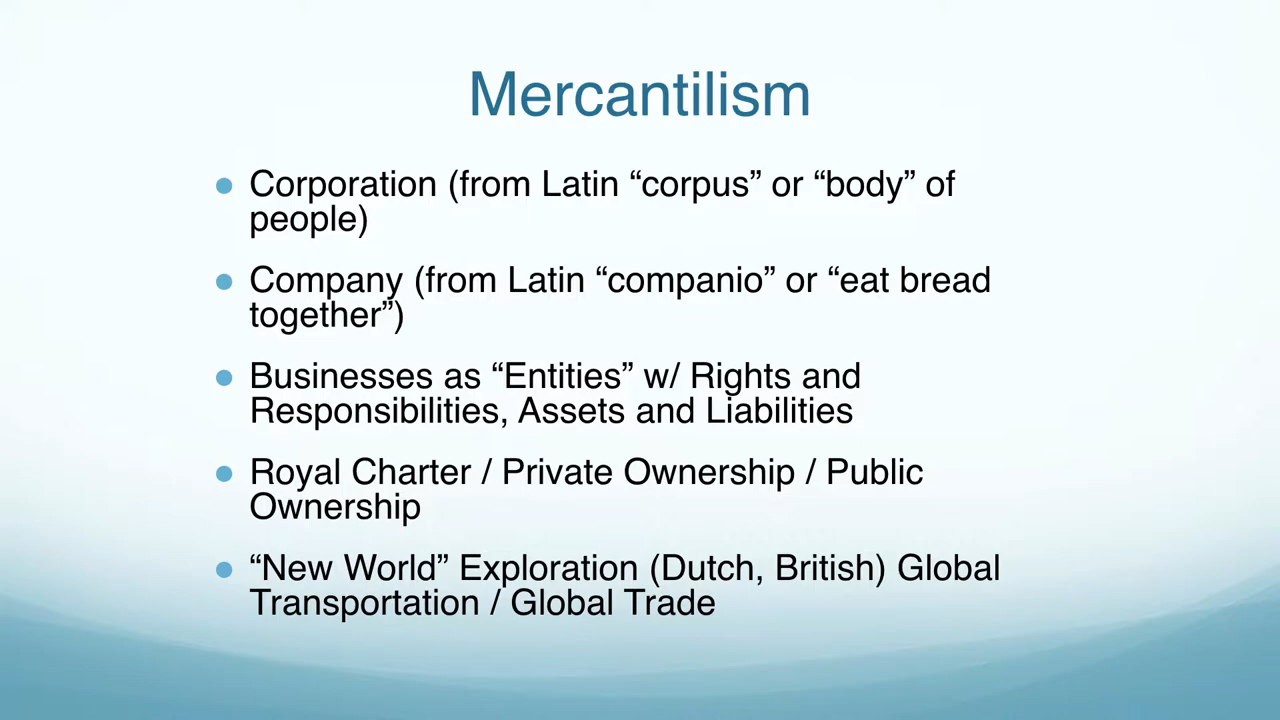 Mercantilism
Corporation (from Latin “corpus” or “body” of
people)
Company (from Latin “companio” or “eat bread
together”)
Businesses as “Entities” w/ Rights and
Responsibilities, Assets and Liabilities
Royal Charter / Private Ownership / Public
Ownership
“New World” Exploration (Dutch, British) Global
Transportation / Global Trade